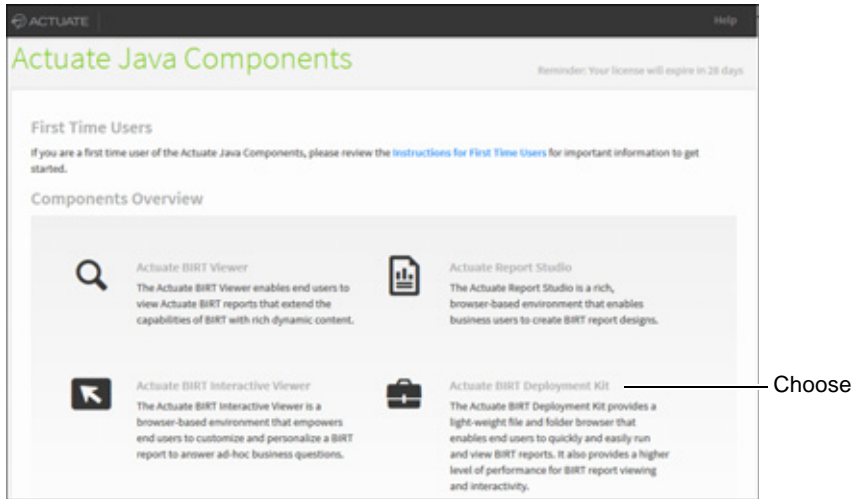 ACTUATE
Help
Actuate Java Components
Reminder: Your license will expire in 28 days
First Time Users
If you are a first time user of the Actuate Java Components, please review the Instructions for First Time Users for important information to get
started.
Components Overview
Actuate BIRT Viewer
The Actuate BIRT Viewer enables end users to
view Actuate BIRT reports that extend the
capabilities of BIRT with rich dynamic content.
Actuate Report Studio
The Actuate Report Studio is a rich,
browser-based environment that enables
business users to create BIRT report designs.
Actuate BIRT Interactive Viewer
The Actuate BIRT Interactive Viewer is a
browser-based environment that empowers
end users to customize and personalize a BIRT
report to answer ad-hoc business questions.
Actuate BIRT Deployment Kit
The Actuate BIRT Deployment Kit provides a
light-weight file and folder browser that
enables end users to quickly and easily run
and view BIRT reports. It also provides a higher
level of performance for BIRT report viewing
and interactivity.
Choose